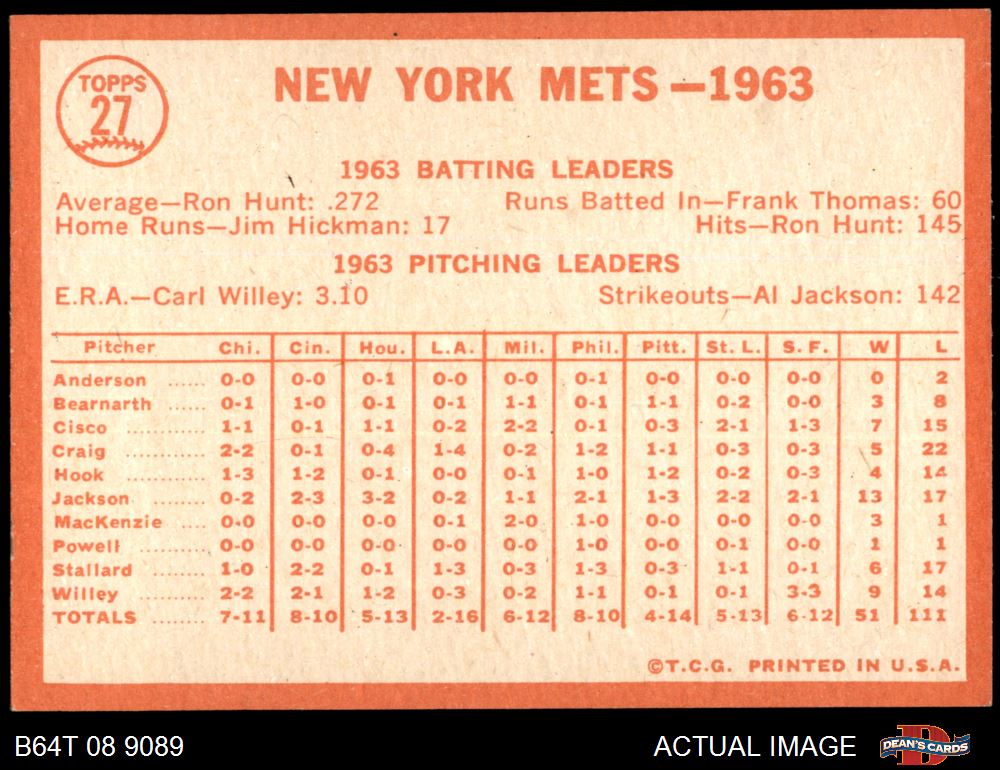 TOPPS
27
NEW YORK METS—1963
1963 BATTING LEADERS
Average—Ron Hunt: .272 Runs Batted In—Frank Thomas: 60
Home Runs—Jim Hickman: 17 Hits—Ron Hunt: 145
1963 PITCHING LEADERS
E.R.A.—Carl Willey: 3.10 Strikeouts—Al Jackson: 142
Pitcher Chi. Cin. Hou. L.A. Mil. Phil. Pitt. St. L. S. F. W L
Anderson ...... 0-0 0-0 0-1 0-0 0-0 0-1 0-0 0-0 0-0 0 2
Bearnarth ...... 0-1 1-0 0-1 0-1 1-1 0-1 1-1 0-2 0-0 3 8
Cisco ............ 1-1 0-1 1-1 0-2 2-2 0-1 0-3 2-1 1-3 7 15
Craig ............ 2-2 0-1 0-4 1-4 0-2 1-2 1-1 0-3 0-3 5 22
Hook ............ 1-3 1-2 0-1 0-0 0-1 1-0 1-2 0-2 0-3 4 14
Jackson ........ 0-2 2-3 3-2 0-2 1-1 2-1 1-3 2-2 2-1 13 17
MacKenzie .... 0-0 0-0 0-0 0-1 2-0 1-0 0-0 0-0 0-0 3 1
Powell .......... 0-0 0-0 0-0 0-0 0-0 1-0 0-0 0-1 0-0 1 1
Stallard ........ 1-0 2-2 0-1 1-3 0-3 1-3 0-3 1-1 0-1 6 17
Willey .......... 2-2 2-1 1-2 0-3 0-2 1-1 0-1 0-1 3-3 9 14
TOTALS ........ 7-11 8-10 5-13 2-16 6-12 8-10 4-14 5-13 6-12 51 111
©T.C.G. PRINTED IN U.S.A.
B64T 08 9089 ACTUAL IMAGE DEAN'S CARDS